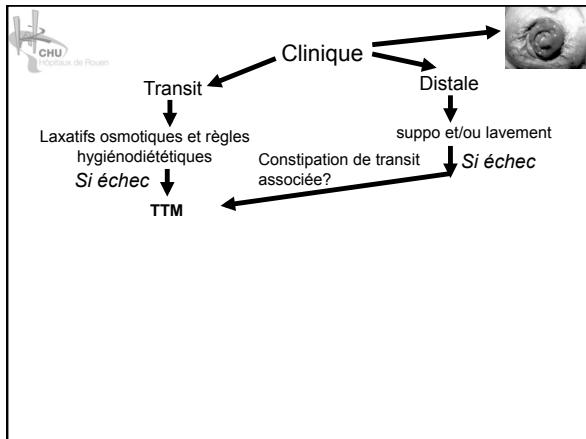 CHU
Hôpitaux de Rouen
Clinique
Transit
Distale
Laxatifs osmotiques et règles
hygiénodiététiques
suppo et/ou lavement
Si échec
Constipation de transit
associée?
Si échec
TTM